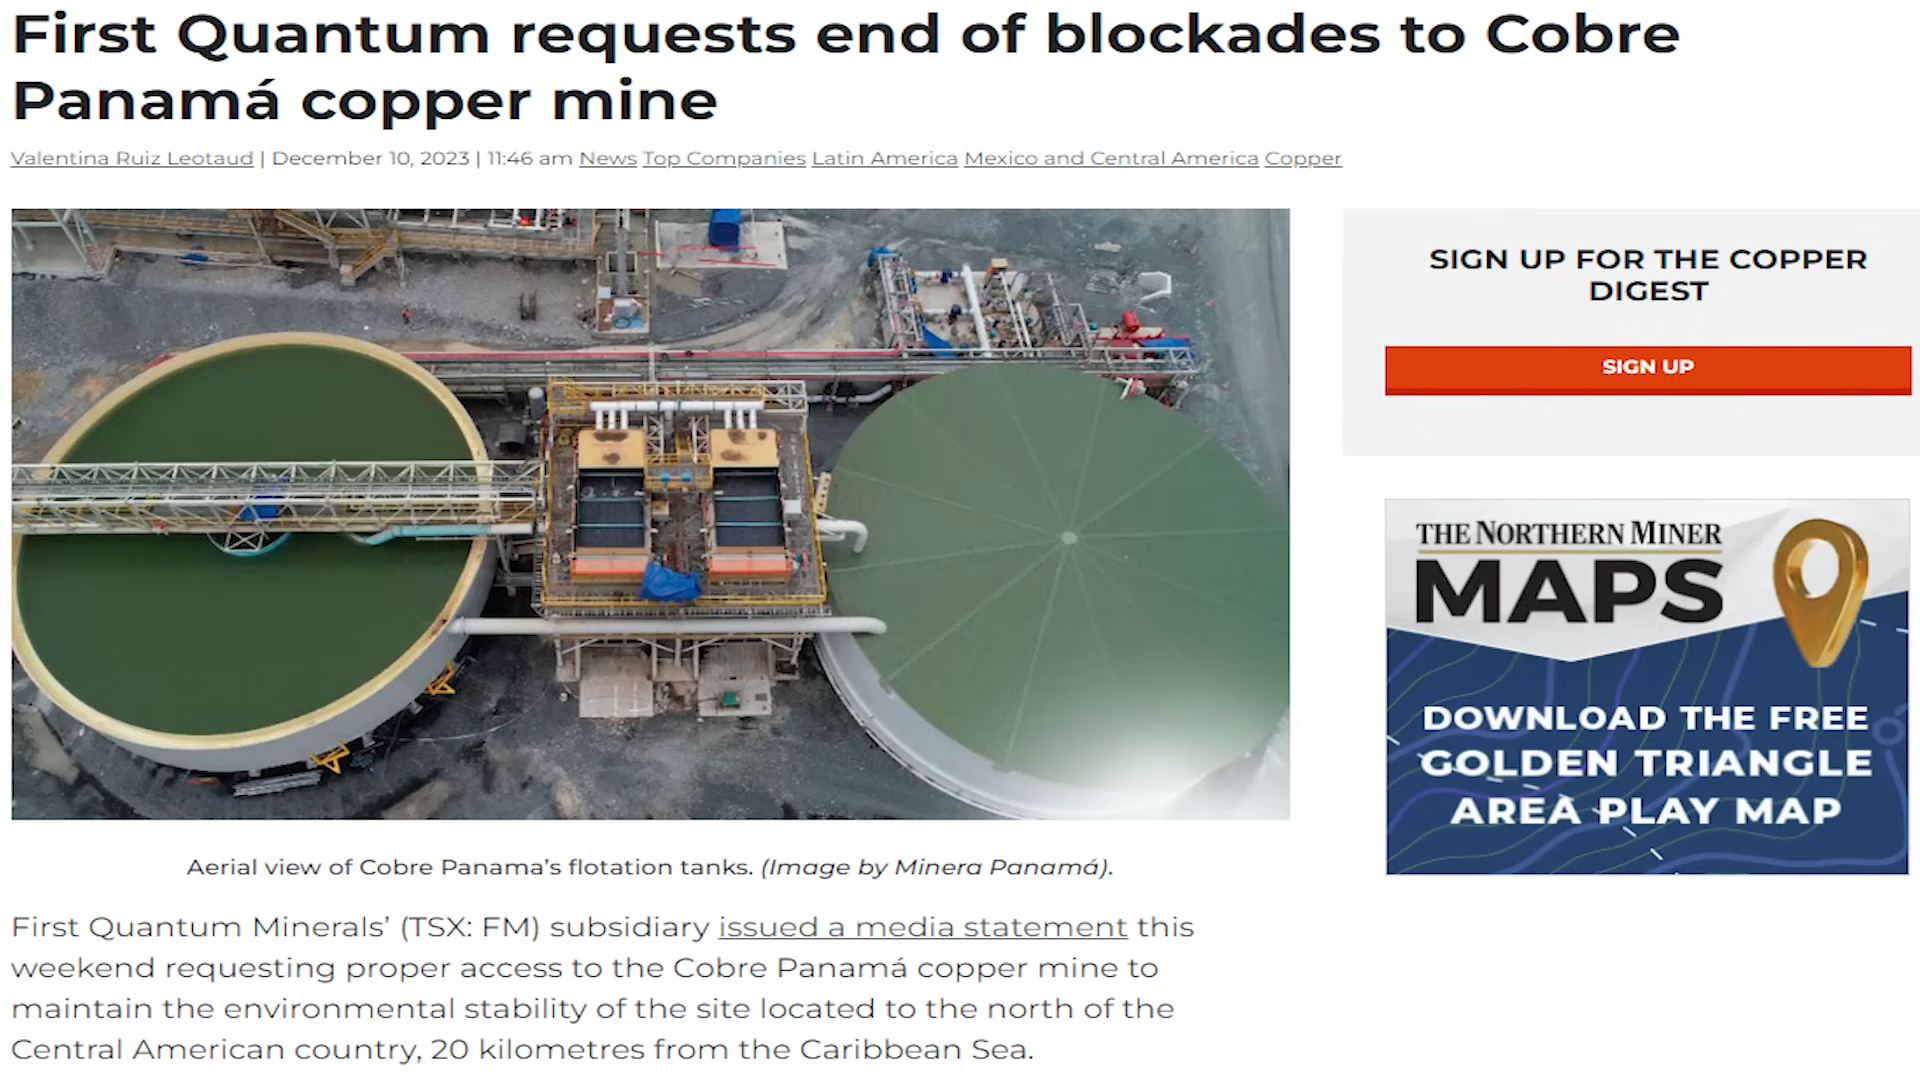 First Quantum requests end of blockades to Cobre
Panamá copper mine
Valentina Ruiz Leotaud | December 10, 2023 | 11:46 am News Top Companies Latin America Mexico and Central America Copper
SIGN UP FOR THE COPPER
DIGEST
SIGN UP
THE NORTHERN MINER
MAPS
DOWNLOAD THE FREE
GOLDEN TRIANGLE
AREA PLAY MAP
Aerial view of Cobre Panama's flotation tanks. (Image by Minera Panamá).
First Quantum Minerals' (TSX: FM) subsidiary issued a media statement this
weekend requesting proper access to the Cobre Panamá copper mine to
maintain the environmental stability of the site located to the north of the
Central American country, 20 kilometres from the Caribbean Sea.